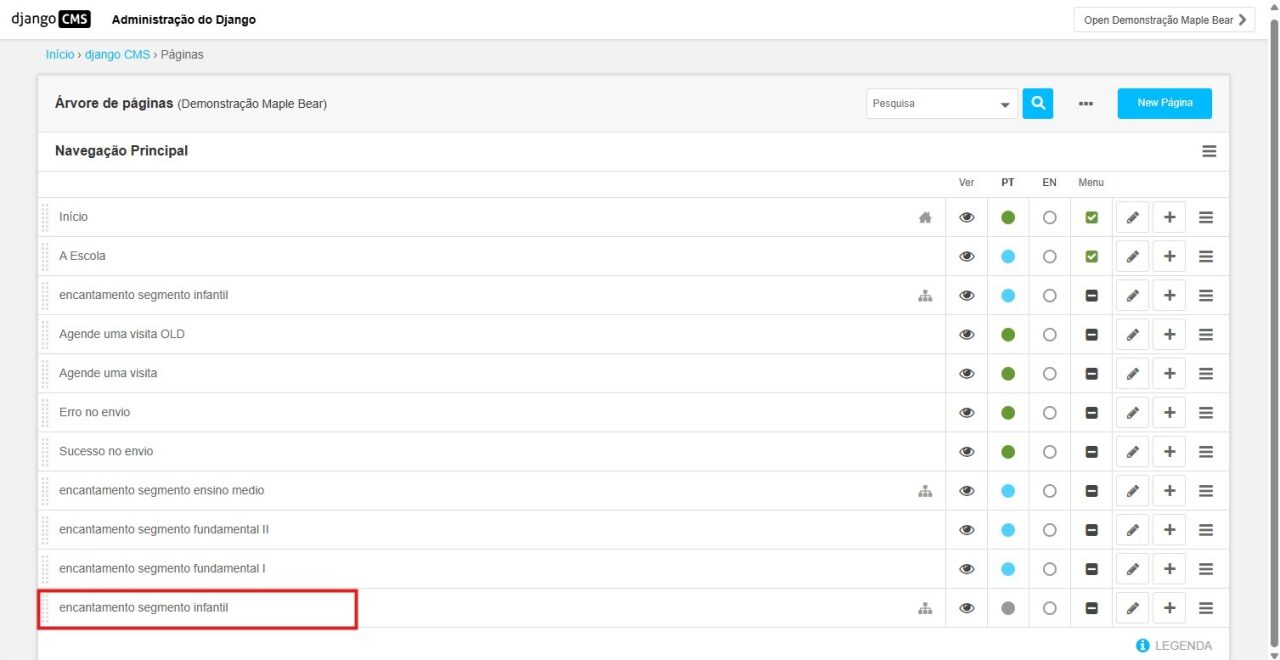 django CMS Administração do Django Open Demonstração Maple Bear
Início › django CMS › Páginas
Árvore de páginas (Demonstração Maple Bear) Pesquisa New Página
Navegação Principal
Ver PT EN Menu
Início
A Escola
encantamento segmento infantil
Agende uma visita OLD
Agende uma visita
Erro no envio
Sucesso no envio
encantamento segmento ensino medio
encantamento segmento fundamental II
encantamento segmento fundamental I
encantamento segmento infantil
LEGENDA